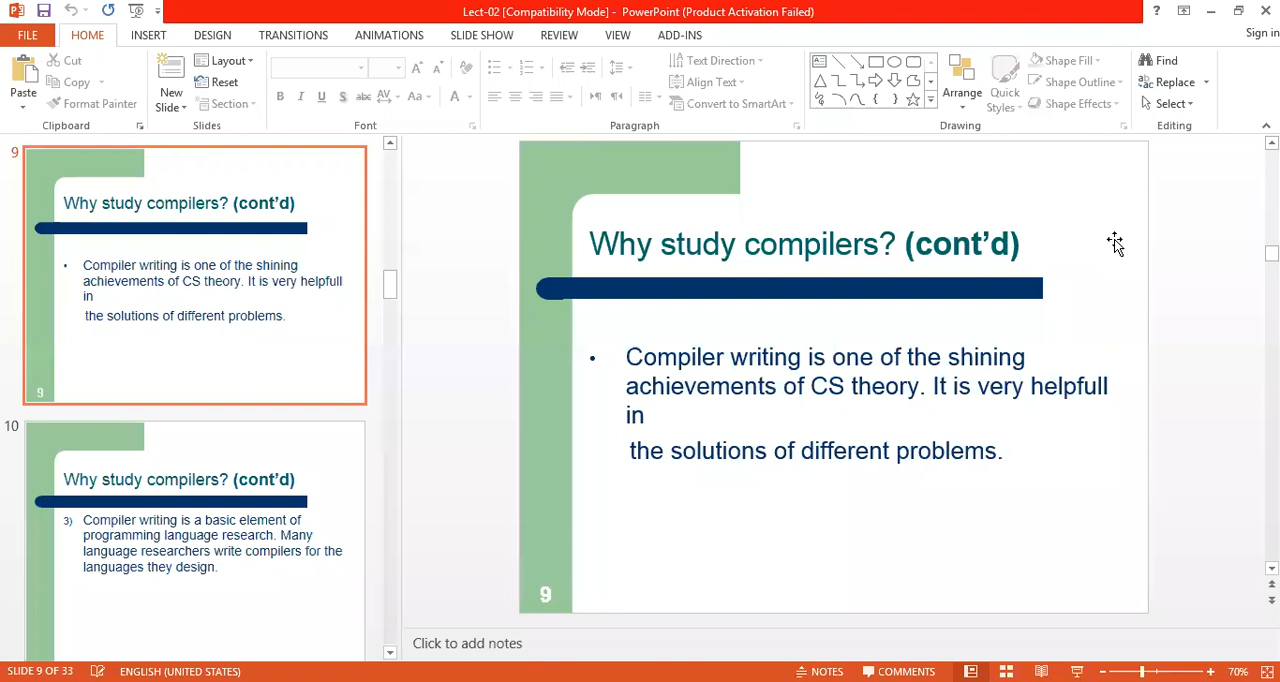 Lect-02 [Compatibility Mode] - PowerPoint (Product Activation Failed)
FILE HOME INSERT DESIGN TRANSITIONS ANIMATIONS SLIDE SHOW REVIEW VIEW ADD-INS Sign in
Paste
Cut
Copy
Format Painter
Clipboard
New
Slide
Layout
Reset
Section
Slides
Font
Text Direction
Align Text
Convert to SmartArt
Paragraph
Arrange
Quick
Styles
Shape Fill
Shape Outline
Shape Effects
Drawing
Find
Replace
Select
Editing
9
Why study compilers? (cont'd)
• Compiler writing is one of the shining
achievements of CS theory. It is very helpfull
in
the solutions of different problems.
9
10
Why study compilers? (cont'd)
3) Compiler writing is a basic element of
programming language research. Many
language researchers write compilers for the
languages they design.
Why study compilers? (cont'd)
• Compiler writing is one of the shining
achievements of CS theory. It is very helpfull
in
the solutions of different problems.
9
Click to add notes
SLIDE 9 OF 33 ENGLISH (UNITED STATES) NOTES COMMENTS 70%